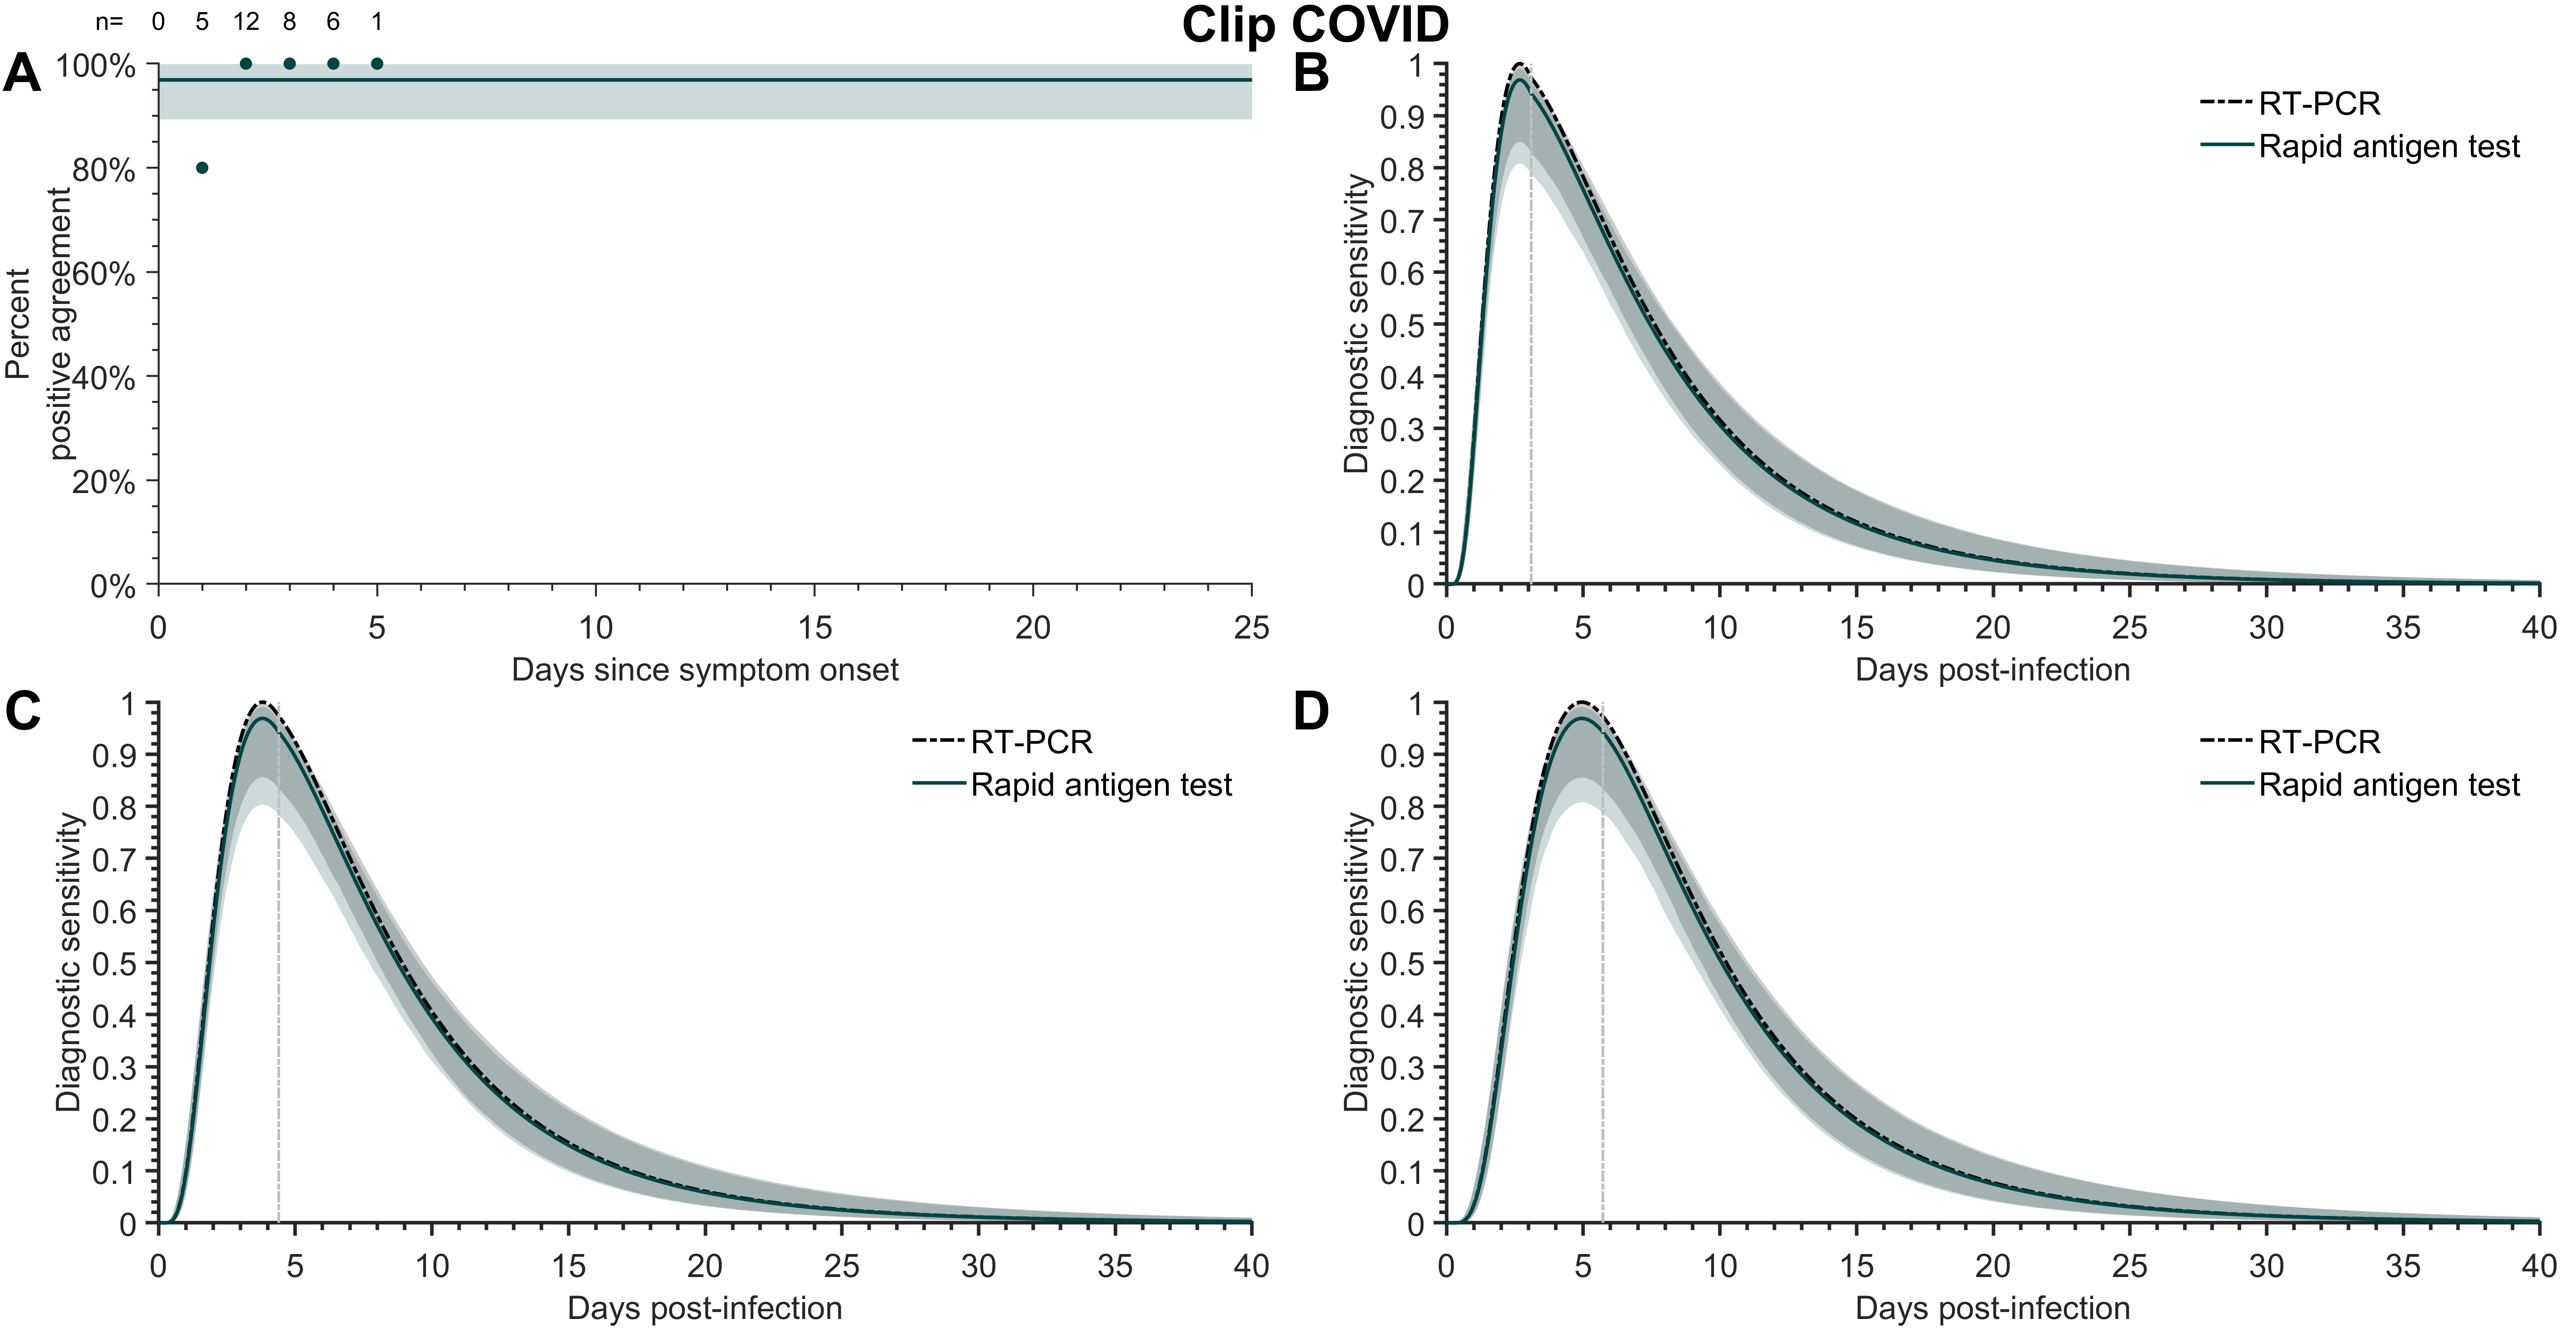 Clip COVID
n= 0 5 12 8 6 1
A
100%
80%
60%
40%
20%
0%
Percent
positive agreement
0 5 10 15 20 25
Days since symptom onset
B
1
0.9
0.8
0.7
0.6
0.5
0.4
0.3
0.2
0.1
0
Diagnostic sensitivity
RT-PCR
Rapid antigen test
0 5 10 15 20 25 30 35 40
Days post-infection
C
1
0.9
0.8
0.7
0.6
0.5
0.4
0.3
0.2
0.1
0
Diagnostic sensitivity
RT-PCR
Rapid antigen test
0 5 10 15 20 25 30 35 40
Days post-infection
D
1
0.9
0.8
0.7
0.6
0.5
0.4
0.3
0.2
0.1
0
Diagnostic sensitivity
RT-PCR
Rapid antigen test
0 5 10 15 20 25 30 35 40
Days post-infection